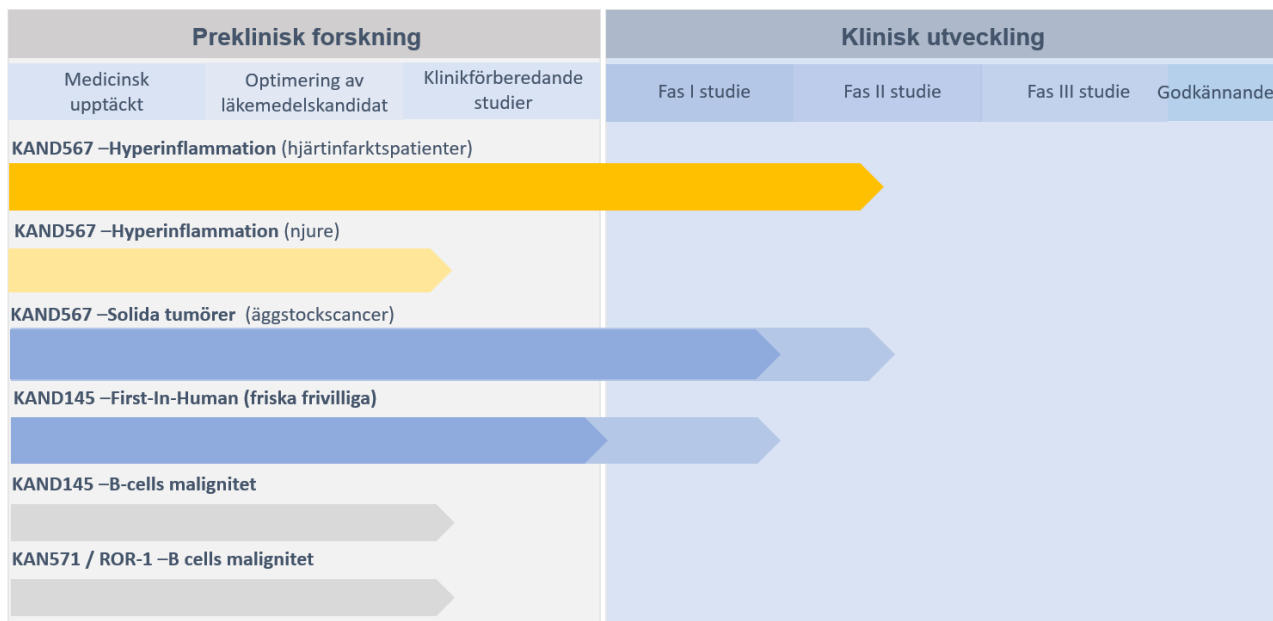 Preklinisk forskning
Klinisk utveckling
Medicinsk
upptäckt
Optimering av
läkemedelskandidat
Klinikförberedande
studier
Fas I studie
Fas II studie
Fas III studie
Godkännande
KAND567 –Hyperinflammation (hjärtinfarktspatienter)
KAND567 –Hyperinflammation (njure)
KAND567 –Solida tumörer (äggstockscancer)
KAND145 –First-In-Human (friska frivilliga)
KAND145 –B-cells malignitet
KAN571 / ROR-1 –B cells malignitet